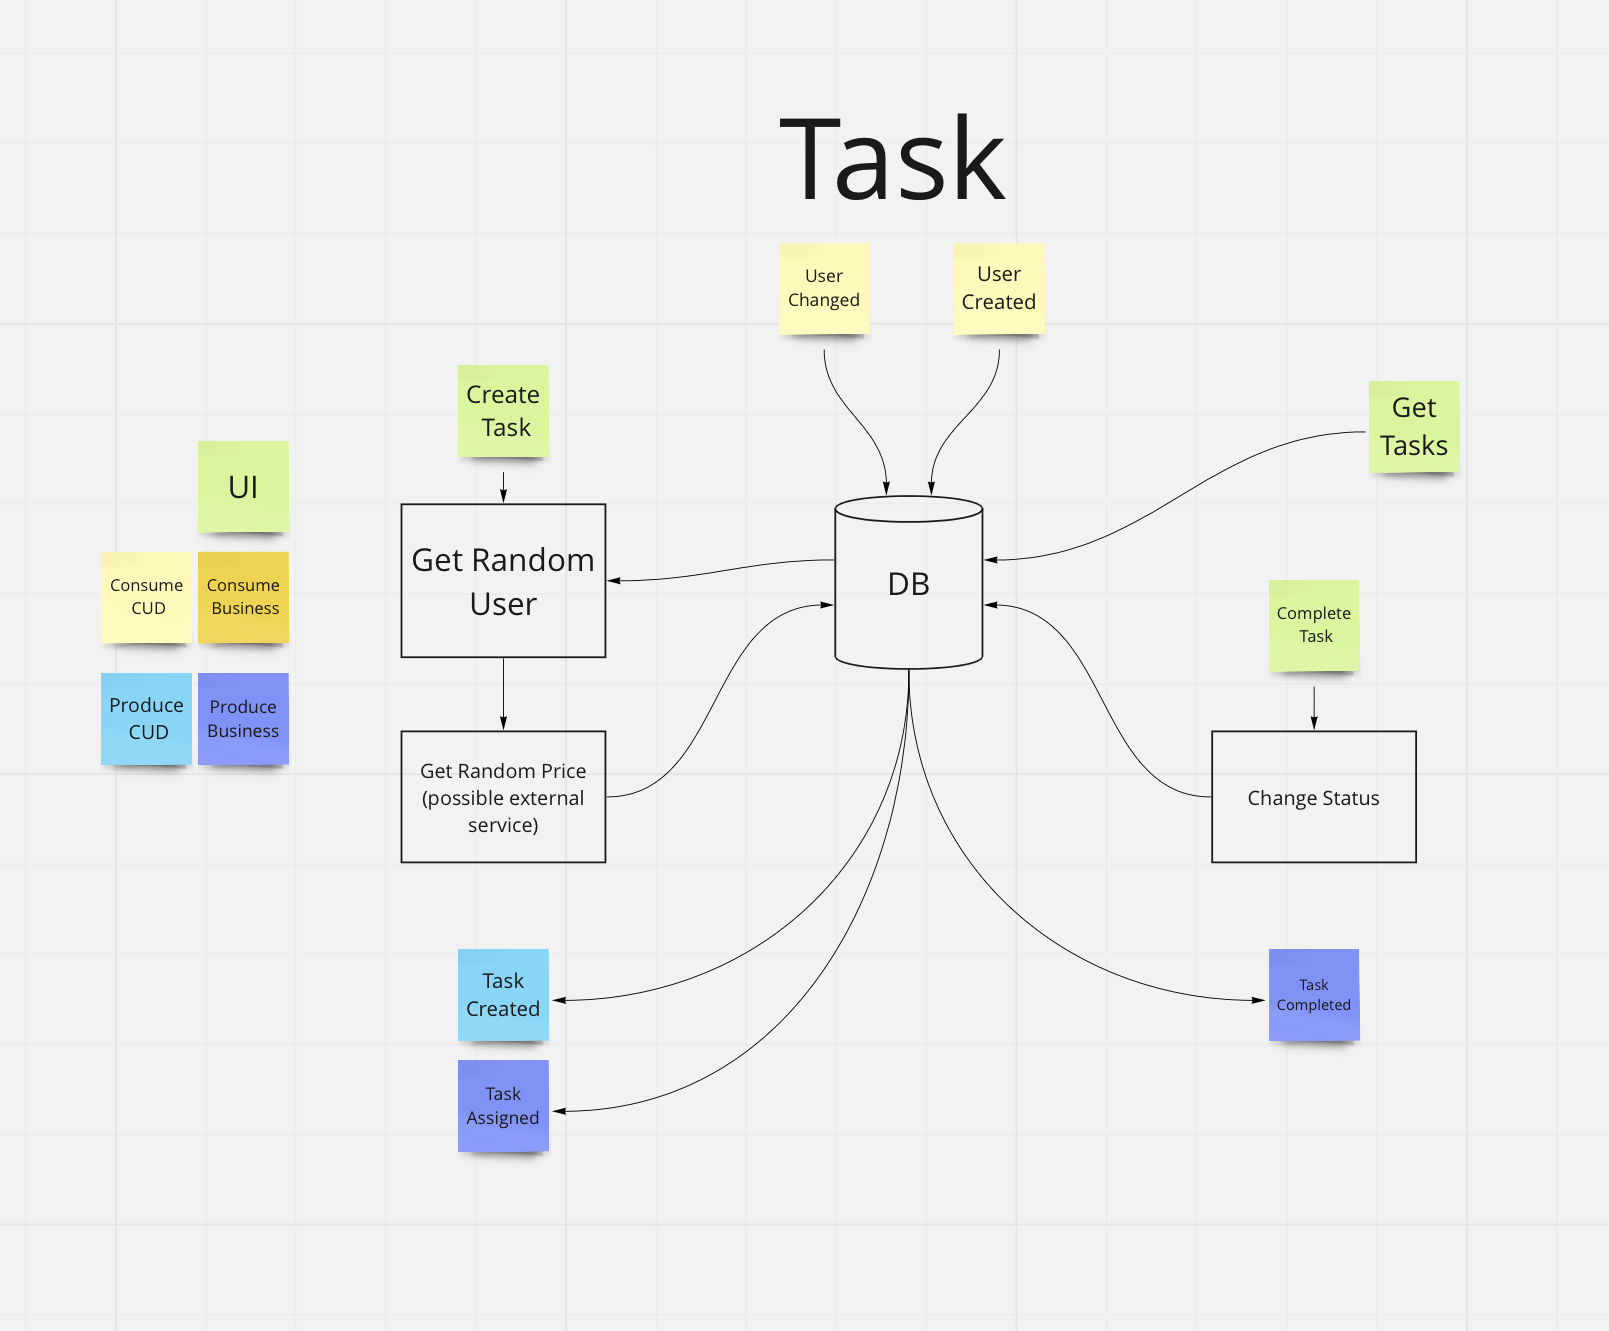 Task
User
Changed
User
Created
Create
Task
Get
Tasks
UI
Consume
CUD
Consume
Business
Produce
CUD
Produce
Business
Get Random
User
DB
Complete
Task
Get Random Price
(possible external
service)
Change Status
Task
Created
Task
Completed
Task
Assigned